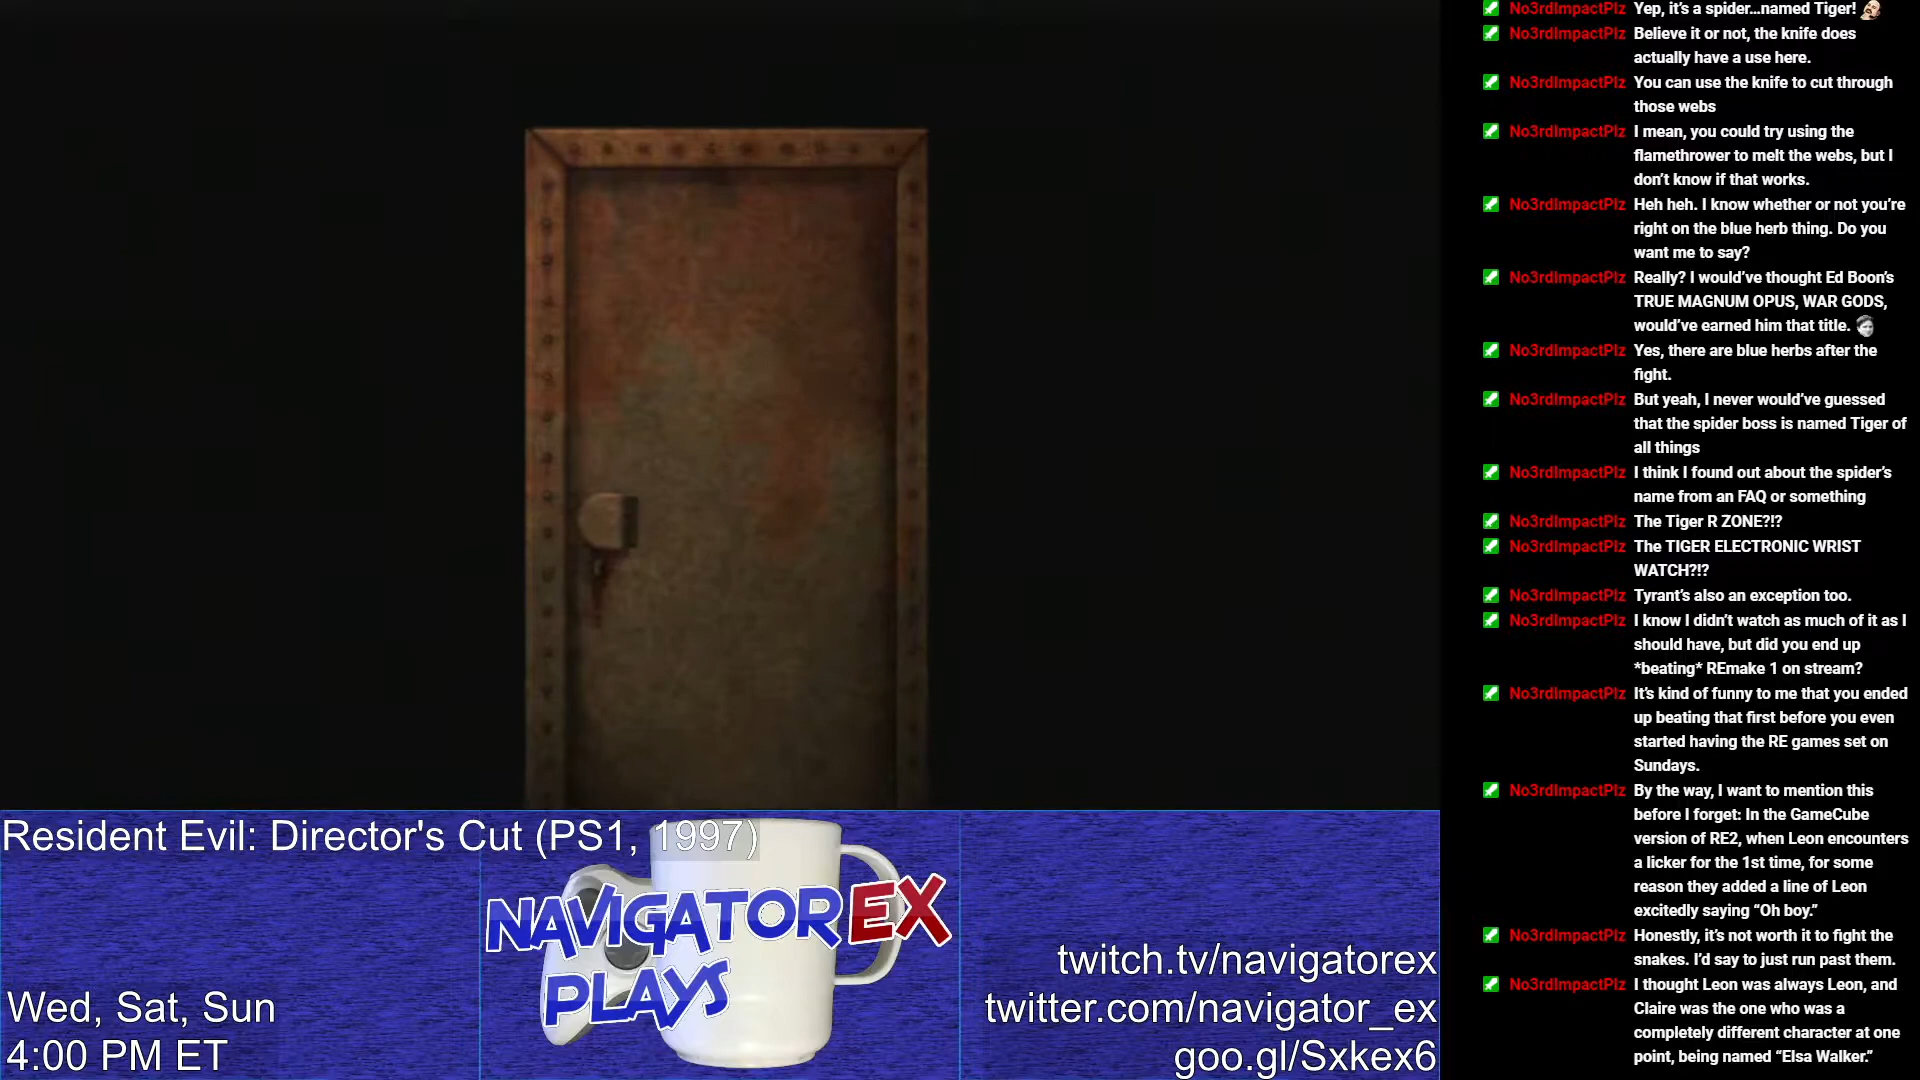 No3rdImpactPlz Yep, it's a spider...named Tiger!
No3rdImpactPlz Believe it or not, the knife does
actually have a use here.
No3rdImpactPlz You can use the knife to cut through
those webs
No3rdImpactPlz I mean, you could try using the
flamethrower to melt the webs, but I
don't know if that works.
No3rdImpactPlz Heh heh. I know whether or not you're
right on the blue herb thing. Do you
want me to say?
No3rdImpactPlz Really? I would've thought Ed Boon's
TRUE MAGNUM OPUS, WAR GODS,
would've earned him that title.
No3rdImpactPlz Yes, there are blue herbs after the
fight.
No3rdImpactPlz But yeah, I never would've guessed
that the spider boss is named Tiger of
all things
No3rdImpactPlz I think I found out about the spider's
name from an FAQ or something
No3rdImpactPlz The Tiger R ZONE?!?
No3rdImpactPlz The TIGER ELECTRONIC WRIST
WATCH?!?
No3rdImpactPlz Tyrant's also an exception too.
No3rdImpactPlz I know I didn't watch as much of it as I
should have, but did you end up
*beating* REmake 1 on stream?
No3rdImpactPlz It's kind of funny to me that you ended
up beating that first before you even
started having the RE games set on
Sundays.
No3rdImpactPlz By the way, I want to mention this
before I forget: In the GameCube
version of RE2, when Leon encounters
a licker for the 1st time, for some
reason they added a line of Leon
excitedly saying “Oh boy.”
No3rdImpactPlz Honestly, it's not worth it to fight the
snakes. I'd say to just run past them.
No3rdImpactPlz I thought Leon was always Leon, and
Claire was the one who was a
completely different character at one
point, being named “Elsa Walker.”
Resident Evil: Director's Cut (PS1, 1997)
NAVIGATOREX
PLAYS
Wed, Sat, Sun
4:00 PM ET
twitch.tv/navigatorex
twitter.com/navigator_ex
goo.gl/Sxkex6